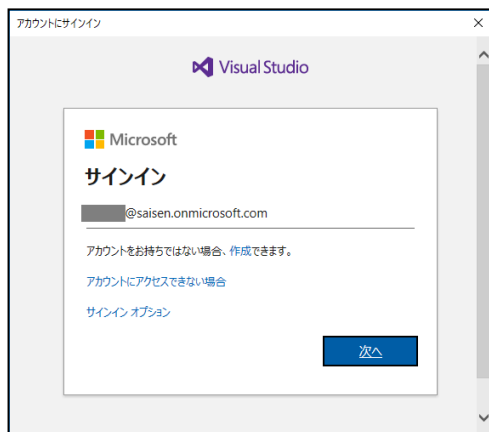 アカウントにサインイン
Visual Studio
Microsoft
サインイン
@saisen.onmicrosoft.com
アカウントをお持ちではない場合、作成できます。
アカウントにアクセスできない場合
サインイン オプション
次へ